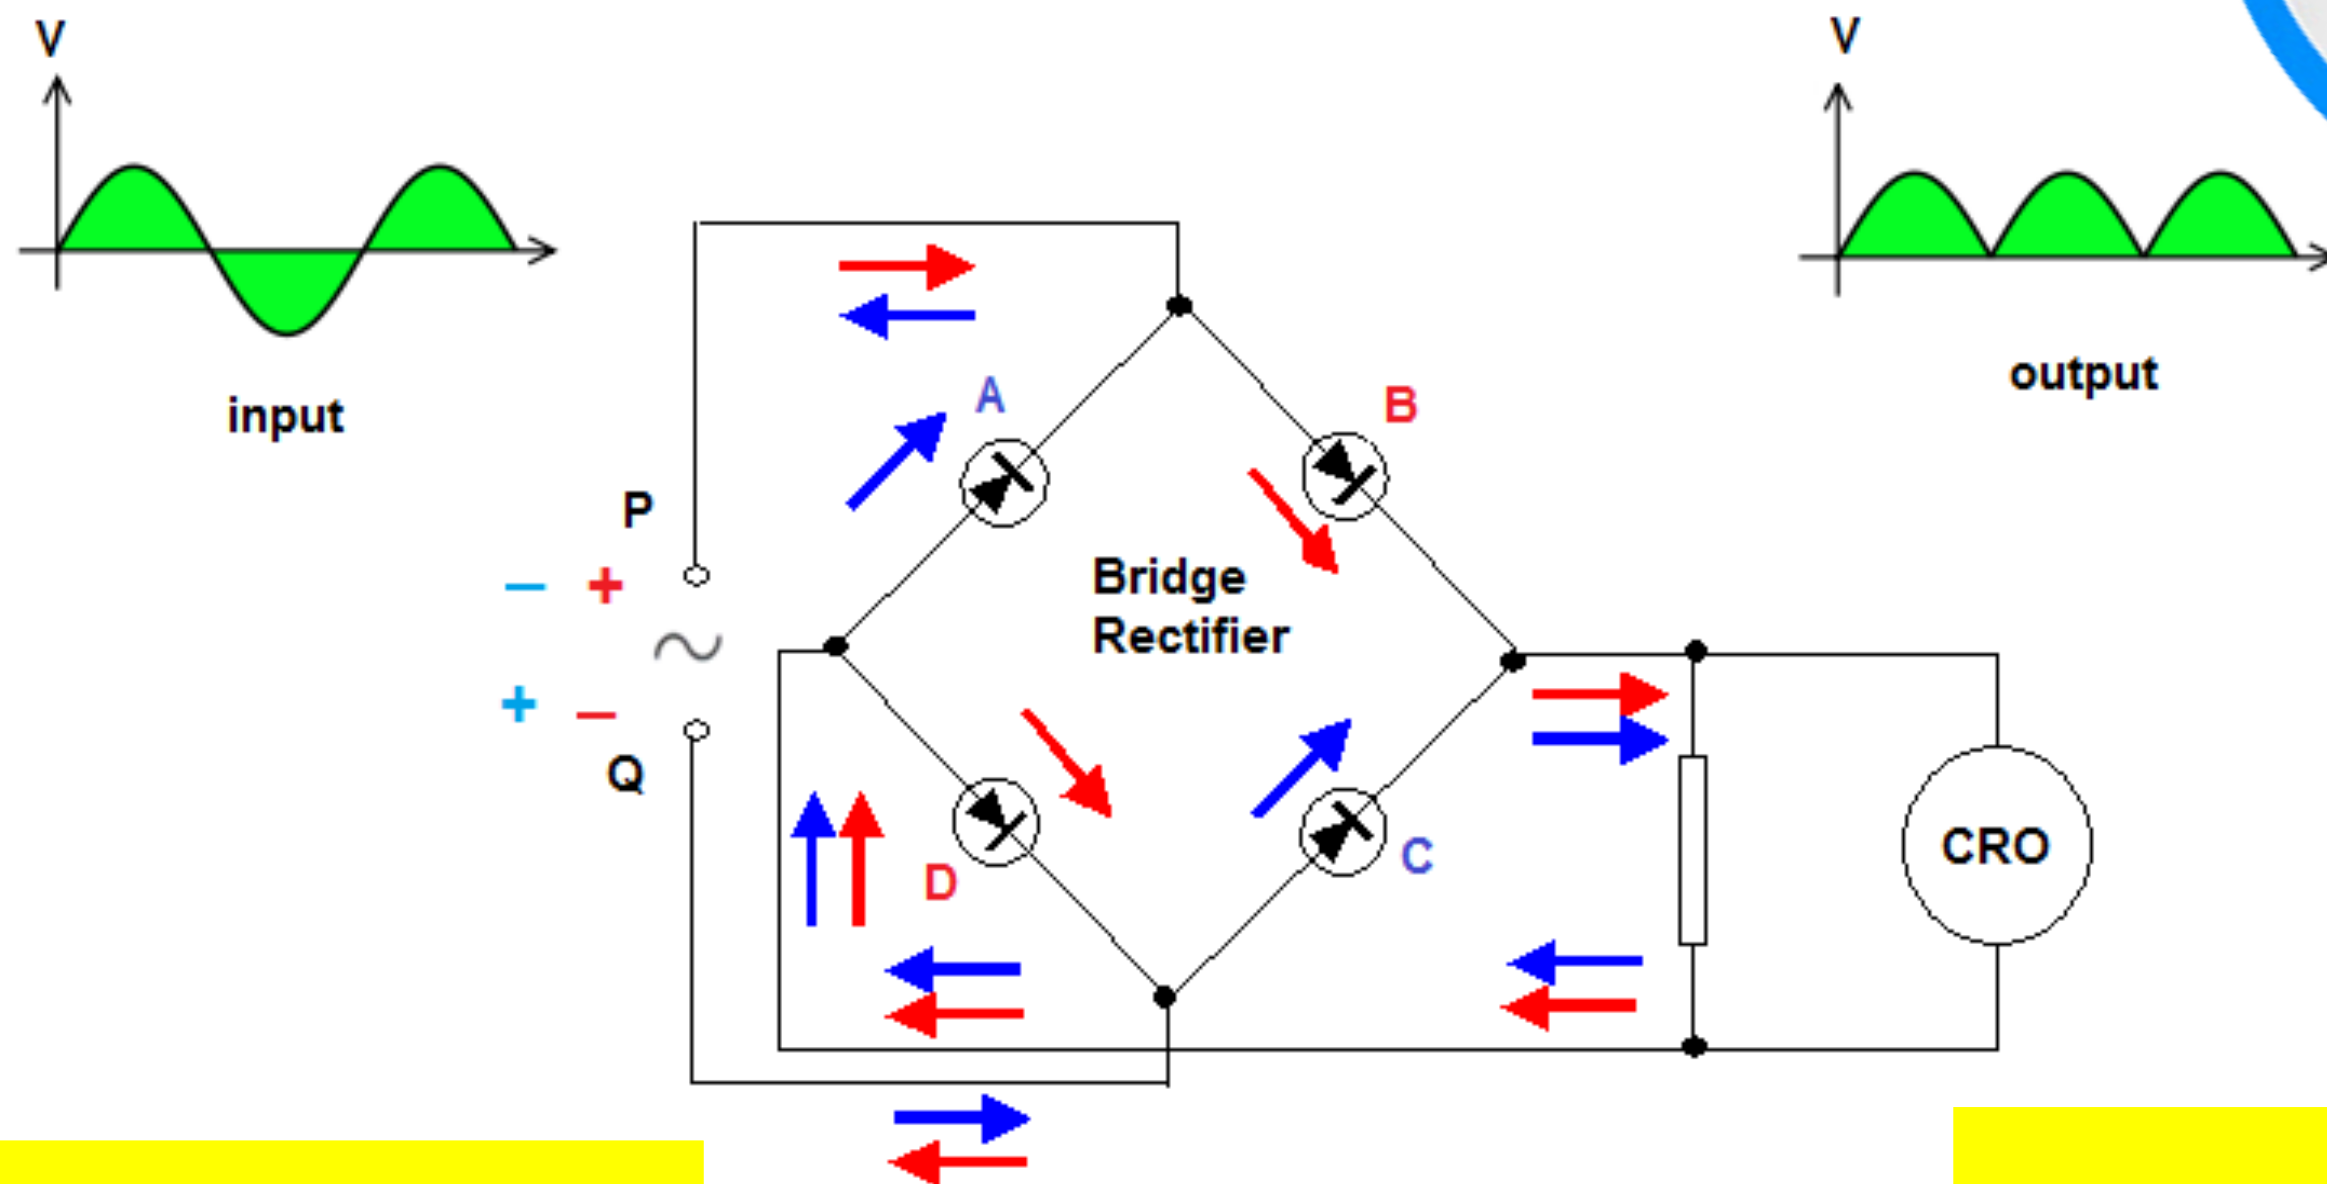 V
input
V
output
A
B
P
− +
+ −
Q
Bridge
Rectifier
D
C
CRO